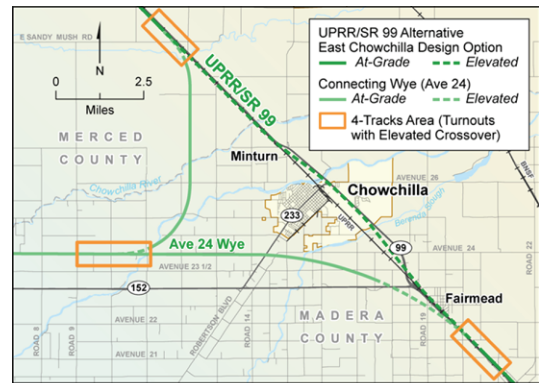 UPRR/SR 99 Alternative
East Chowchilla Design Option
At-Grade
Elevated
Connecting Wye (Ave 24)
At-Grade
Elevated
4-Tracks Area (Turnouts
with Elevated Crossover)
E SANDY MUSH RD
N
2.5
Miles
UPRR/SR 99
MERCED
COUNTY
Minturn
Chowchilla River
Chowchilla
AVENUE 26
BNSF
Berenda Slough
233
UPRR
Ave 24 Wye
99
AVENUE 24
ROAD 22
AVENUE 23 1/2
152
Fairmead
ROBERTSON BLVD
MADERA
COUNTY
AVENUE 22
AVENUE 21
ROAD 8
ROAD 9
ROAD 14
ROAD 19